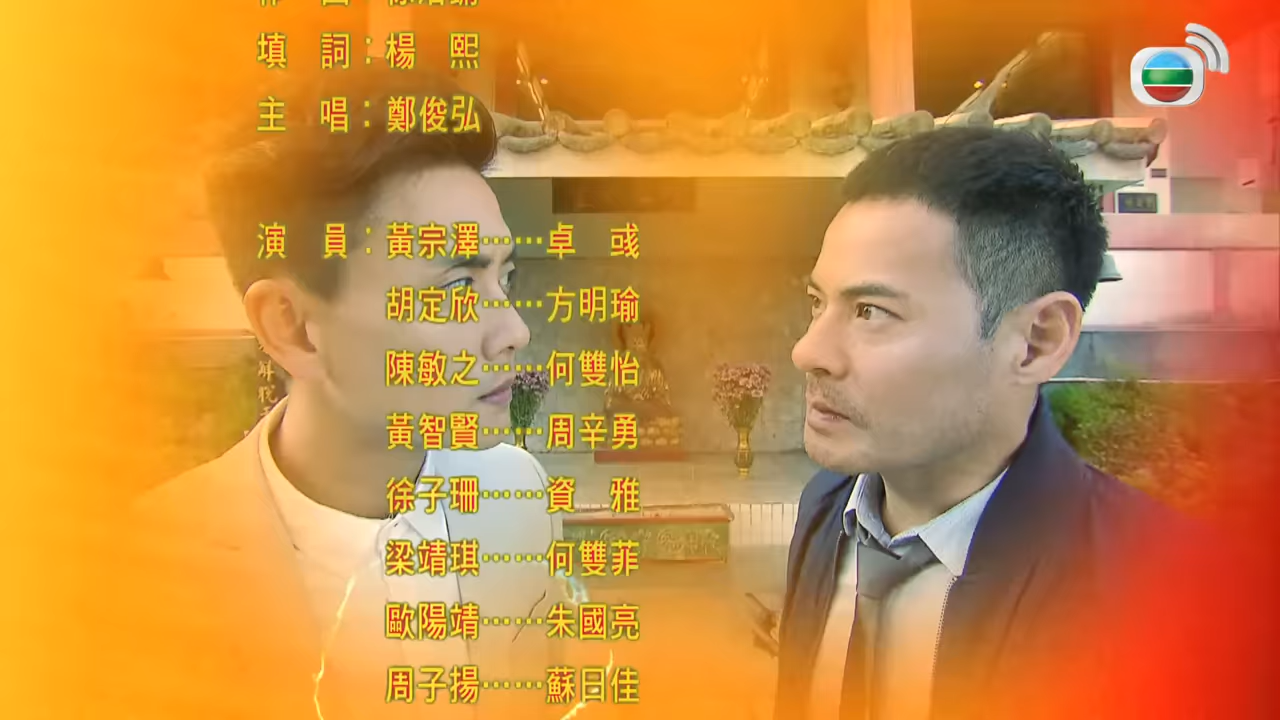 填　詞：楊　熙
主　唱：鄭俊弘
演　員：黃宗澤……卓　彧
胡定欣……方明瑜
陳敏之……何雙怡
黃智賢……周辛勇
徐子珊……資　雅
梁靖琪……何雙菲
歐陽靖……朱國亮
周子揚……蘇日佳